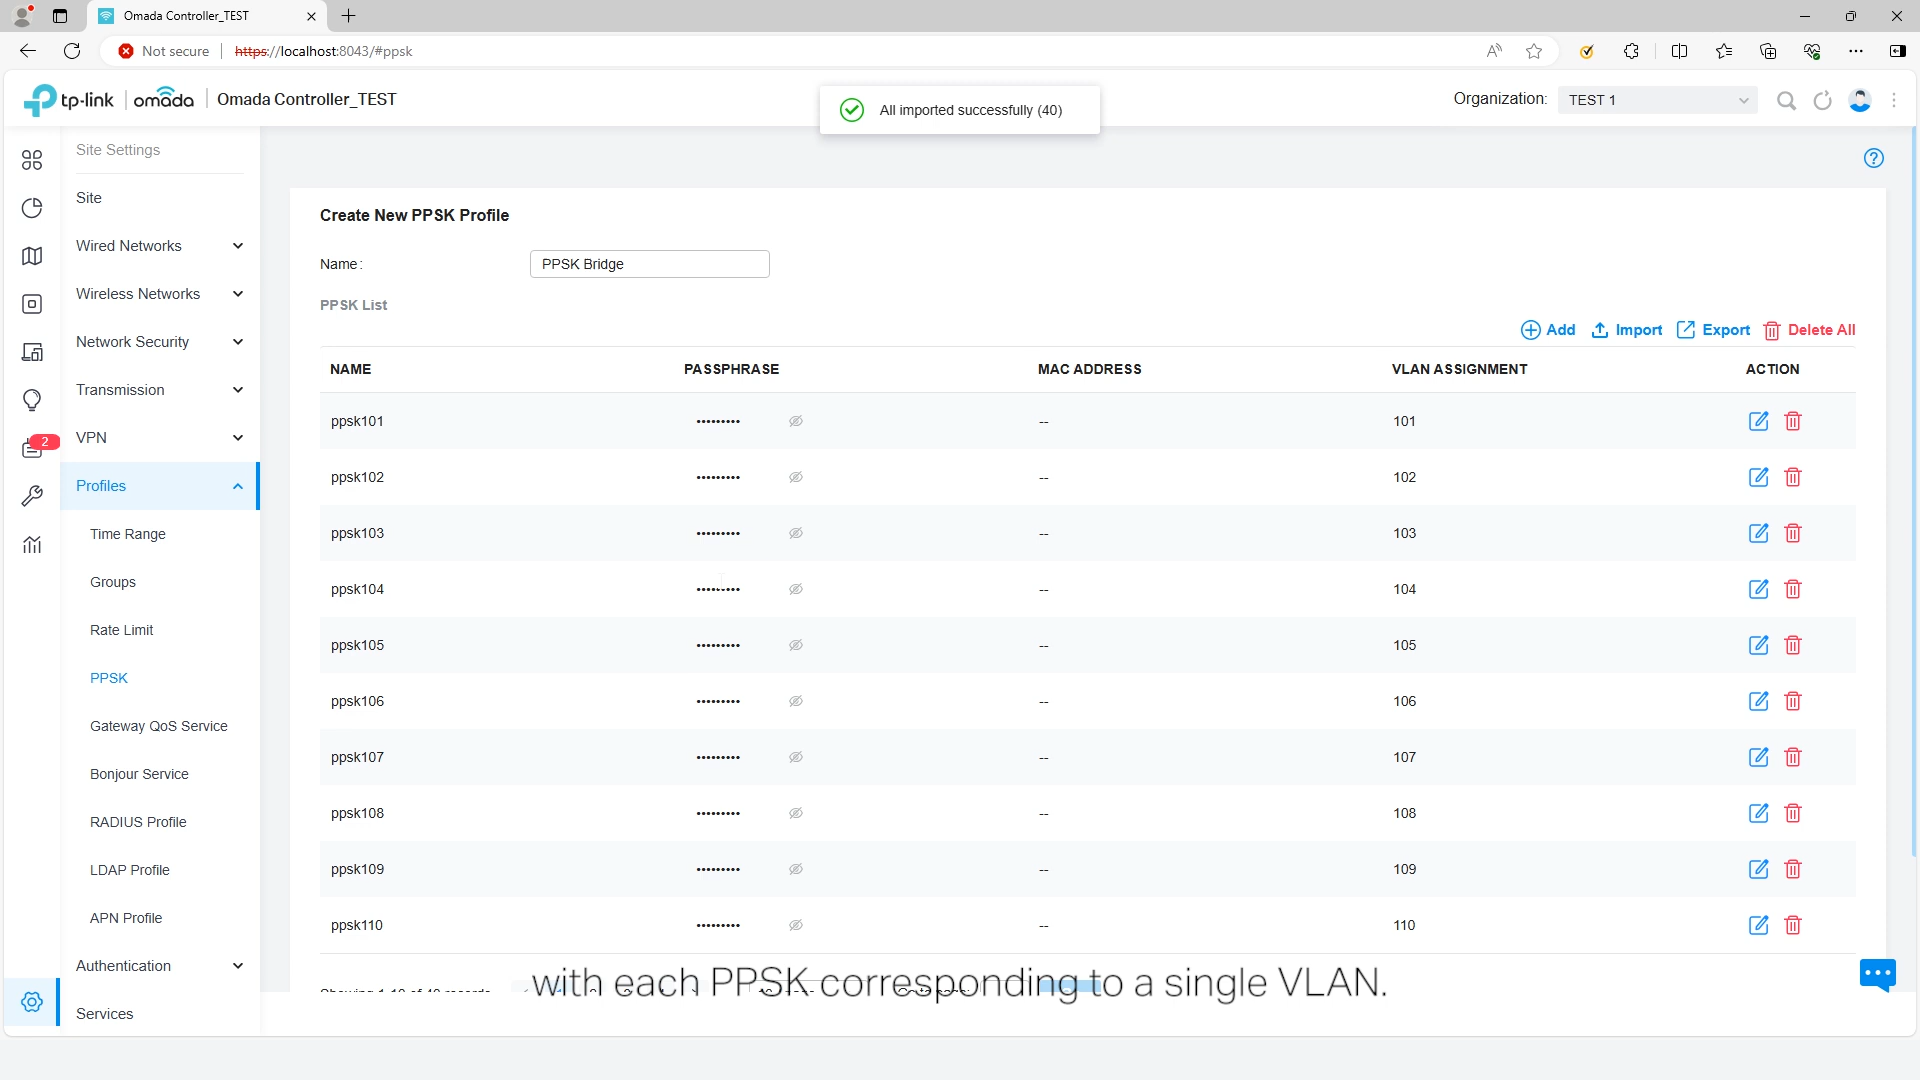 Omada Controller_TEST
Not secure
https://localhost:8043/#ppsk
tp-link
omada
Omada Controller_TEST
All imported successfully (40)
Organization:
TEST 1
Site Settings
Site
Wired Networks
Wireless Networks
Network Security
Transmission
2
VPN
Profiles
Time Range
Groups
Rate Limit
PPSK
Gateway QoS Service
Bonjour Service
RADIUS Profile
LDAP Profile
APN Profile
Authentication
Services
Create New PPSK Profile
Name:
PPSK Bridge
PPSK List
Add Import Export Delete All
NAME PASSPHRASE MAC ADDRESS VLAN ASSIGNMENT ACTION
ppsk101 ••••••••• -- 101
ppsk102 ••••••••• -- 102
ppsk103 ••••••••• -- 103
ppsk104 ••••••••• -- 104
ppsk105 ••••••••• -- 105
ppsk106 ••••••••• -- 106
ppsk107 ••••••••• -- 107
ppsk108 ••••••••• -- 108
ppsk109 ••••••••• -- 109
ppsk110 ••••••••• -- 110
with each PPSK corresponding to a single VLAN.